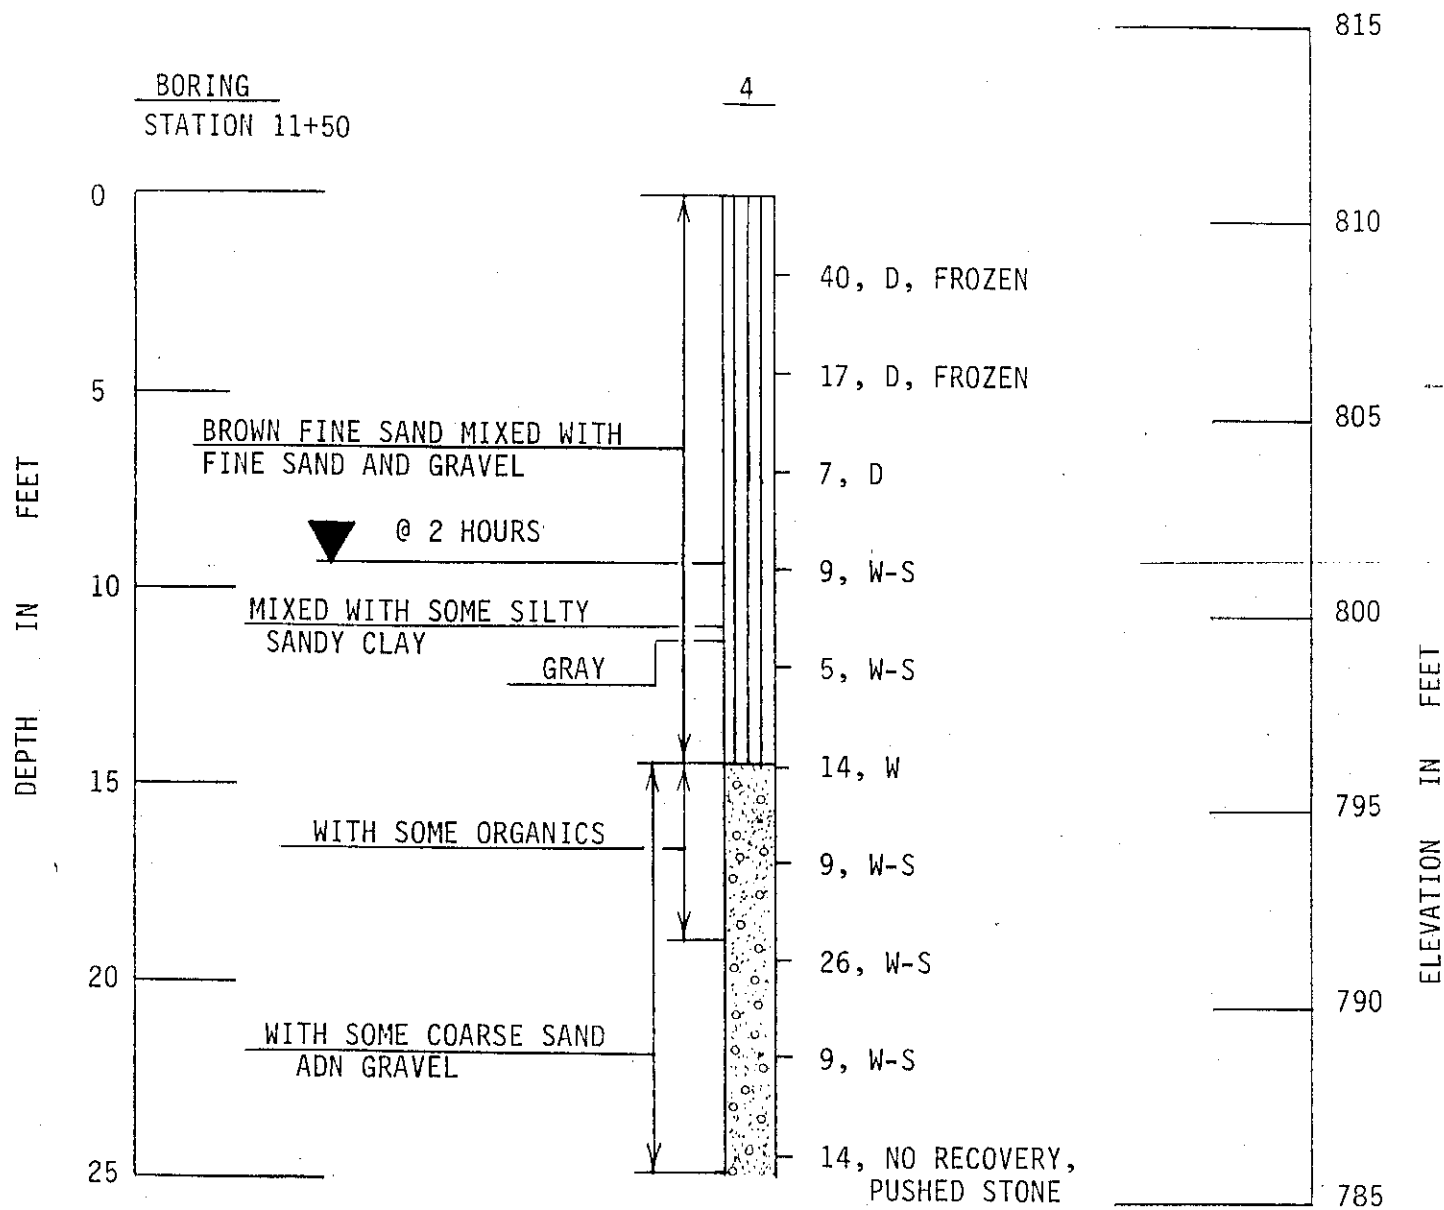 BORING
STATION 11+50
4
DEPTH IN FEET
0
5
10
15
20
25
BROWN FINE SAND MIXED WITH
FINE SAND AND GRAVEL
@ 2 HOURS
MIXED WITH SOME SILTY
SANDY CLAY
GRAY
WITH SOME ORGANICS
WITH SOME COARSE SAND
ADN GRAVEL
40, D, FROZEN
17, D, FROZEN
7, D
9, W-S
5, W-S
14, W
9, W-S
26, W-S
9, W-S
14, NO RECOVERY,
PUSHED STONE
815
810
805
800
795
790
785
ELEVATION IN FEET